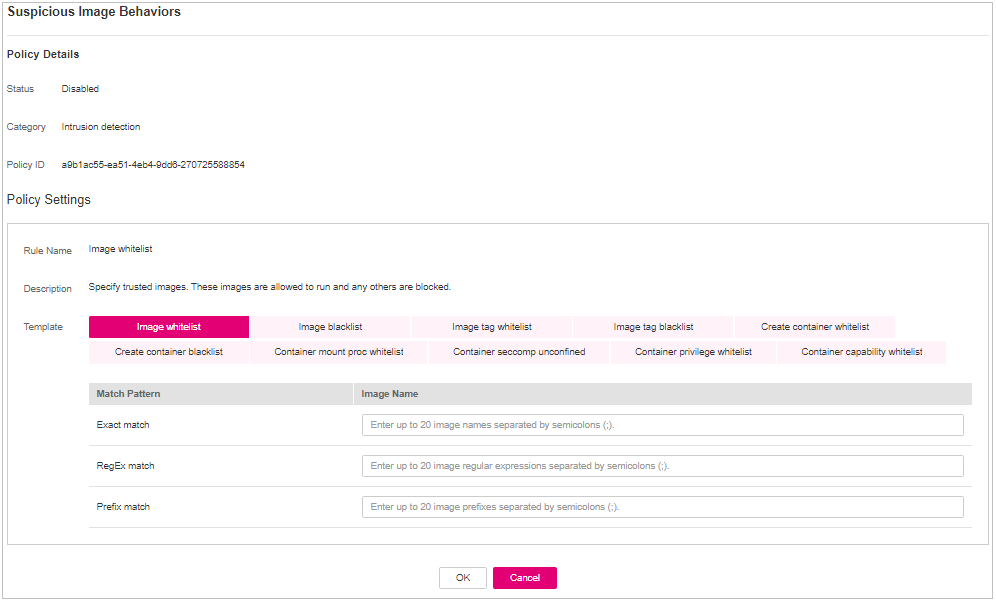 Suspicious Image Behaviors
Policy Details
Status Disabled
Category Intrusion detection
Policy ID a9b1ac55-ea51-4eb4-9dd6-270725588854
Policy Settings
Rule Name Image whitelist
Description Specify trusted images. These images are allowed to run and any others are blocked.
Template Image whitelist Image blacklist Image tag whitelist Image tag blacklist Create container whitelist
Create container blacklist Container mount proc whitelist Container seccomp unconfined Container privilege whitelist Container capability whitelist
Match Pattern Image Name
Exact match Enter up to 20 image names separated by semicolons (;).
RegEx match Enter up to 20 image regular expressions separated by semicolons (;).
Prefix match Enter up to 20 image prefixes separated by semicolons (;).
OK Cancel